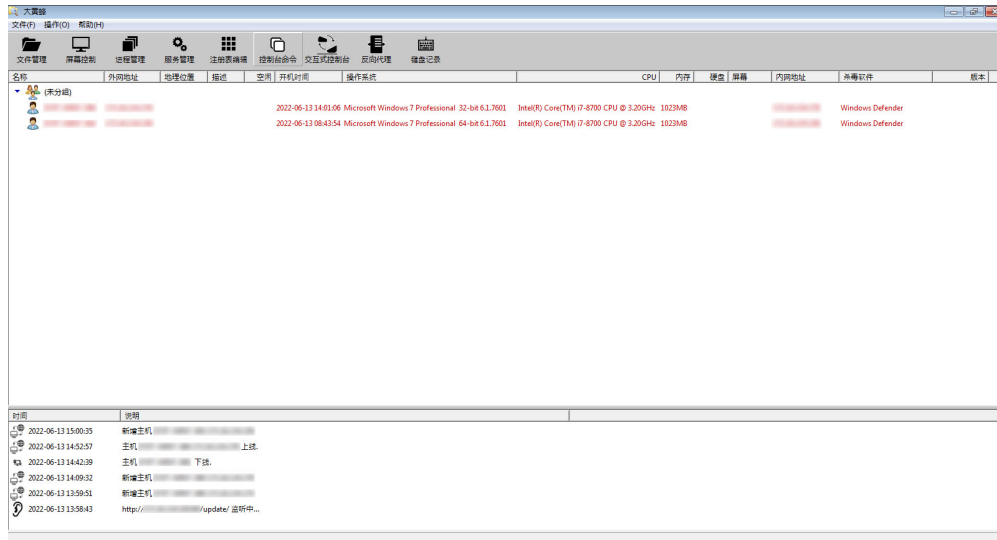 大黄蜂
文件(F) 操作(O) 帮助(H)
文件管理 屏幕控制 进程管理 服务管理 注册表编辑 控制台命令 交互式控制台 反向代理 键盘记录
名称 外网地址 地理位置 描述 空闲 开机时间 操作系统 CPU 内存 硬盘 屏幕 内网地址 杀毒软件 版本
(未分组)
2022-06-13 14:01:06 Microsoft Windows 7 Professional 32-bit 6.1.7601 Intel(R) Core(TM) i7-8700 CPU @ 3.20GHz 1023MB Windows Defender
2022-06-13 08:43:54 Microsoft Windows 7 Professional 64-bit 6.1.7601 Intel(R) Core(TM) i7-8700 CPU @ 3.20GHz 1023MB Windows Defender
时间 说明
2022-06-13 15:00:35 新增主机
2022-06-13 14:52:57 主机 上线.
2022-06-13 14:42:39 主机 下线.
2022-06-13 14:09:32 新增主机
2022-06-13 13:59:51 新增主机
2022-06-13 13:58:43 http:/ /update/ 监听中...